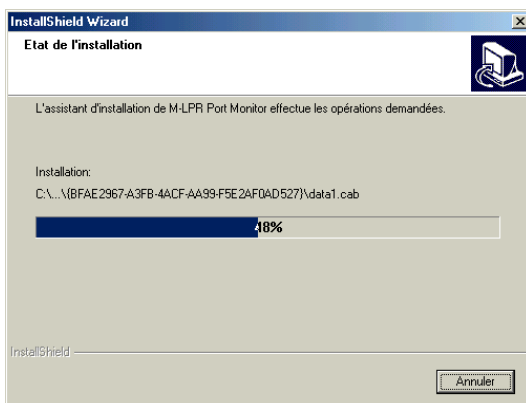 InstallShield Wizard
Etat de l'installation
L'assistant d'installation de M-LPR Port Monitor effectue les opérations demandées.
Installation:
C:\...\{BFAE2967-A3FB-4ACF-AA99-F5E2AF0AD527}\data1.cab
48%
InstallShield
Annuler